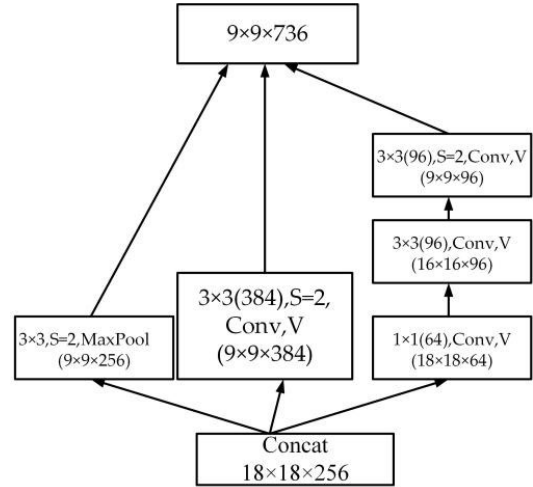 9×9×736
3×3(96),S=2,Conv,V
(9×9×96)
3×3(96),Conv,V
(16×16×96)
3×3,S=2,MaxPool
(9×9×256)
3×3(384),S=2,
Conv,V
(9×9×384)
1×1(64),Conv,V
(18×18×64)
Concat
18×18×256